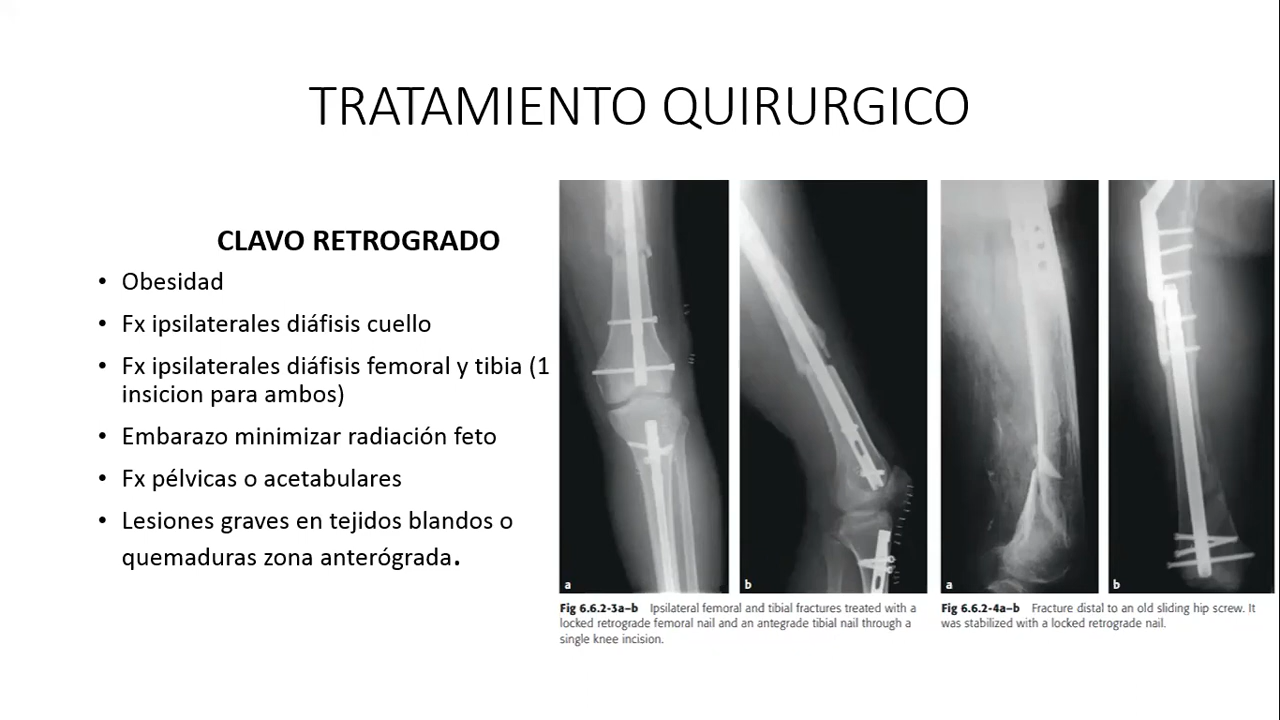 TRATAMIENTO QUIRURGICO
CLAVO RETROGRADO
• Obesidad
• Fx ipsilaterales diáfisis cuello
• Fx ipsilaterales diáfisis femoral y tibia (1
insicion para ambos)
• Embarazo minimizar radiación feto
• Fx pélvicas o acetabulares
• Lesiones graves en tejidos blandos o
quemaduras zona anterógrada.
a
b
a
b
Fig 6.6.2-3a–b Ipsilateral femoral and tibial fractures treated with a
locked retrograde femoral nail and an antegrade tibial nail through a
single knee incision.
Fig 6.6.2-4a–b Fracture distal to an old sliding hip screw. It
was stabilized with a locked retrograde nail.